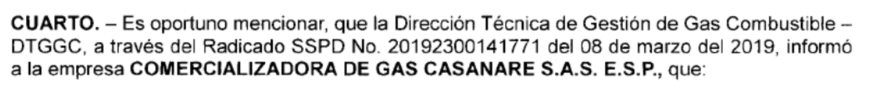 CUARTO. – Es oportuno mencionar, que la Dirección Técnica de Gestión de Gas Combustible –
DTGGC, a través del Radicado SSPD No. 20192300141771 del 08 de marzo del 2019, informó
a la empresa COMERCIALIZADORA DE GAS CASANARE S.A.S. E.S.P., que: